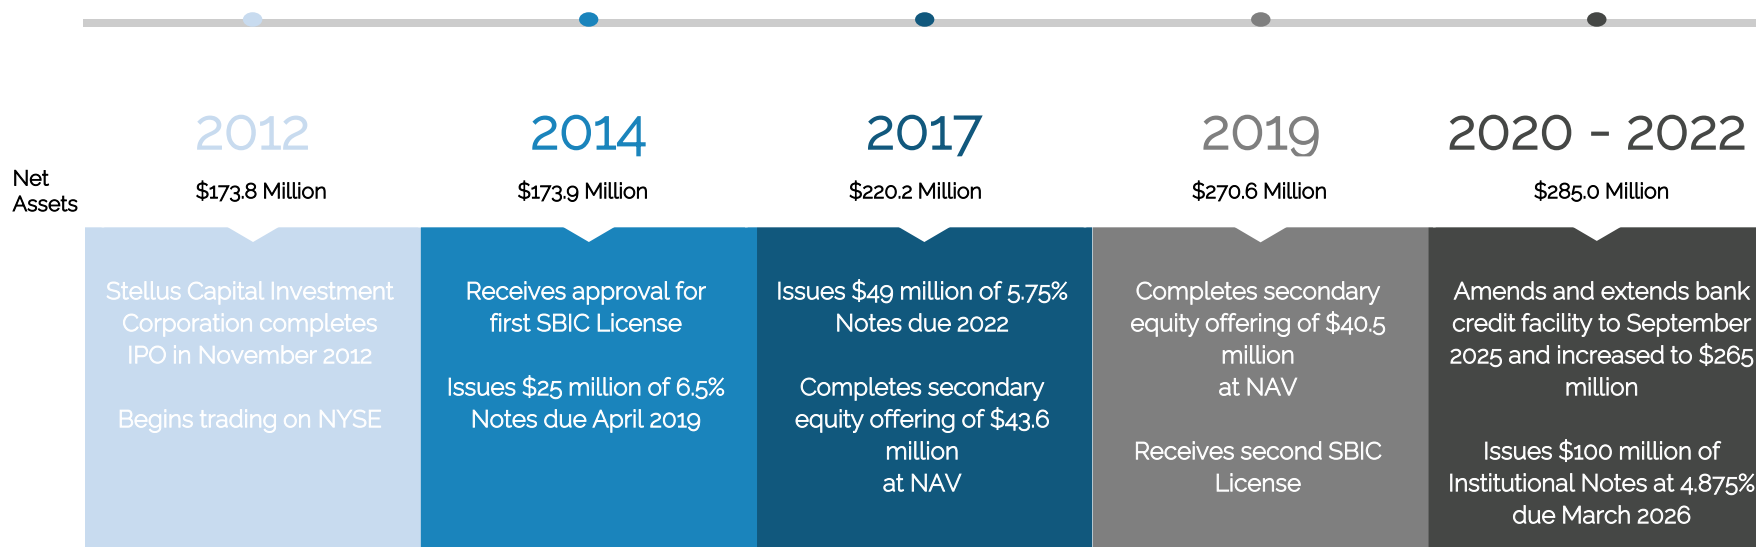 2012
2014
2017
2019
2020 - 2022
Net
Assets
$173.8 Million
$173.9 Million
$220.2 Million
$270.6 Million
$285.0 Million
Stellus Capital Investment
Corporation completes
IPO in November 2012
Begins trading on NYSE
Receives approval for
first SBIC License
Issues $25 million of 6.5%
Notes due April 2019
Issues $49 million of 5.75%
Notes due 2022
Completes secondary
equity offering of $43.6
million
at NAV
Completes secondary
equity offering of $40.5
million
at NAV
Receives second SBIC
License
Amends and extends bank
credit facility to September
2025 and increased to $265
million
Issues $100 million of
Institutional Notes at 4.875%
due March 2026